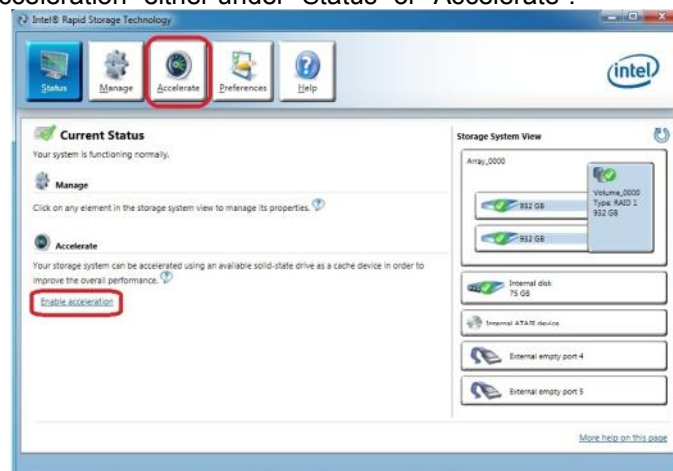 acceleration" either under "Status" or "Accelerate".
Intel® Rapid Storage Technology
Status
Manage
Accelerate
Preferences
Help
intel
Current Status
Your system is functioning normally.
Manage
Click on any element in the storage system view to manage its properties.
Accelerate
Your storage system can be accelerated using an available solid-state drive as a cache device in order to
improve the overall performance.
Enable acceleration
Storage System View
Array_0000
932 GB
932 GB
Volume_0000
Type: RAID 1
932 GB
Internal disk
75 GB
Internal ATAPI device
External empty port 4
External empty port 5
More help on this page